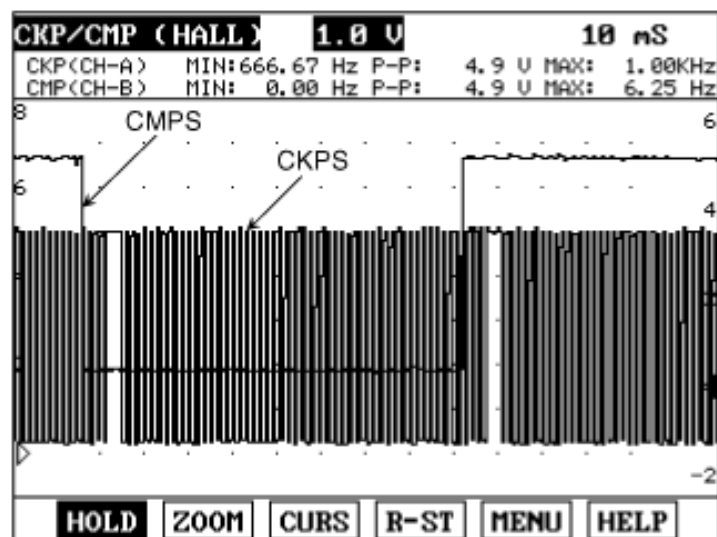 CKP/CMP (HALL) 1.0 V 10 mS
CKP(CH-A) MIN:666.67 Hz P-P: 4.9 V MAX: 1.00KHz
CMP(CH-B) MIN: 0.00 Hz P-P: 4.9 V MAX: 6.25 Hz
8
6
CMPS
CKPS
6
4
-2
HOLD ZOOM CURS R-ST MENU HELP